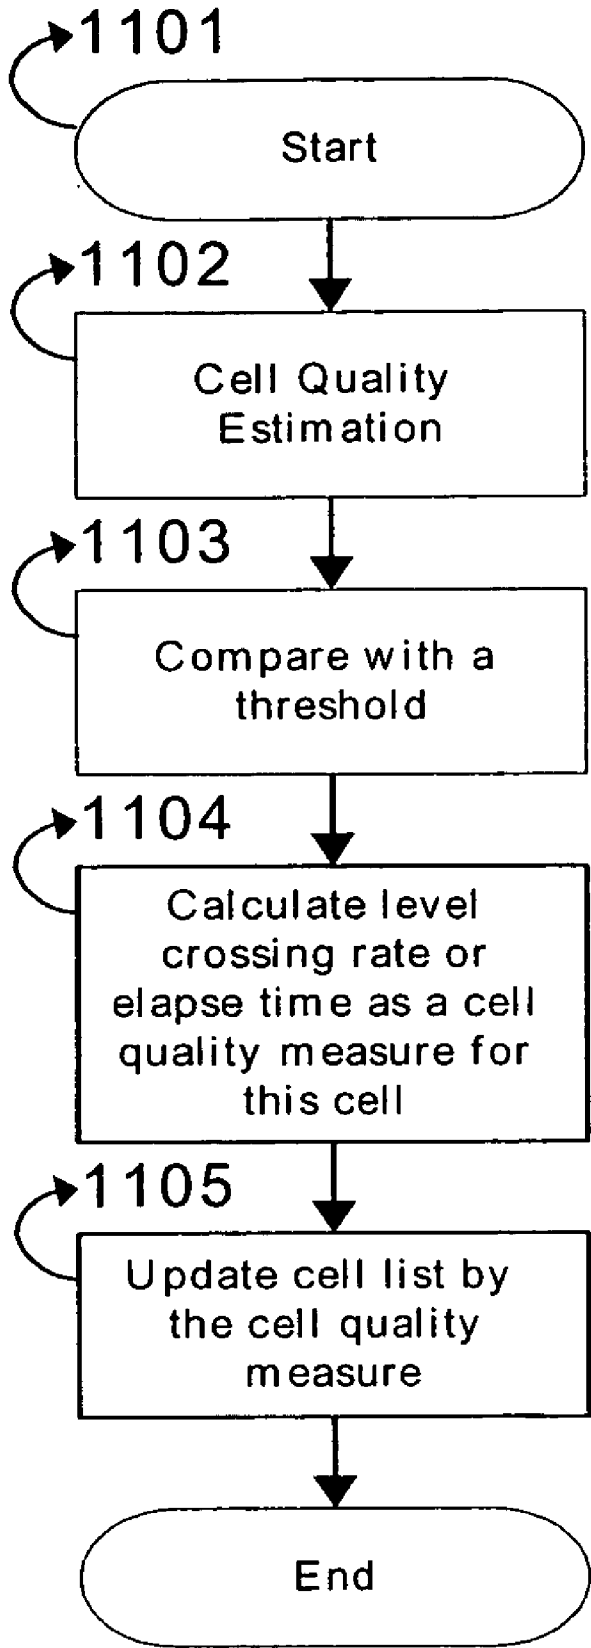 1101
Start
1102
Cell Quality
Estimation
1103
Compare with a
threshold
1104
Calculate level
crossing rate or
elapse time as a cell
quality measure for
this cell
1105
Update cell list by
the cell quality
measure
End